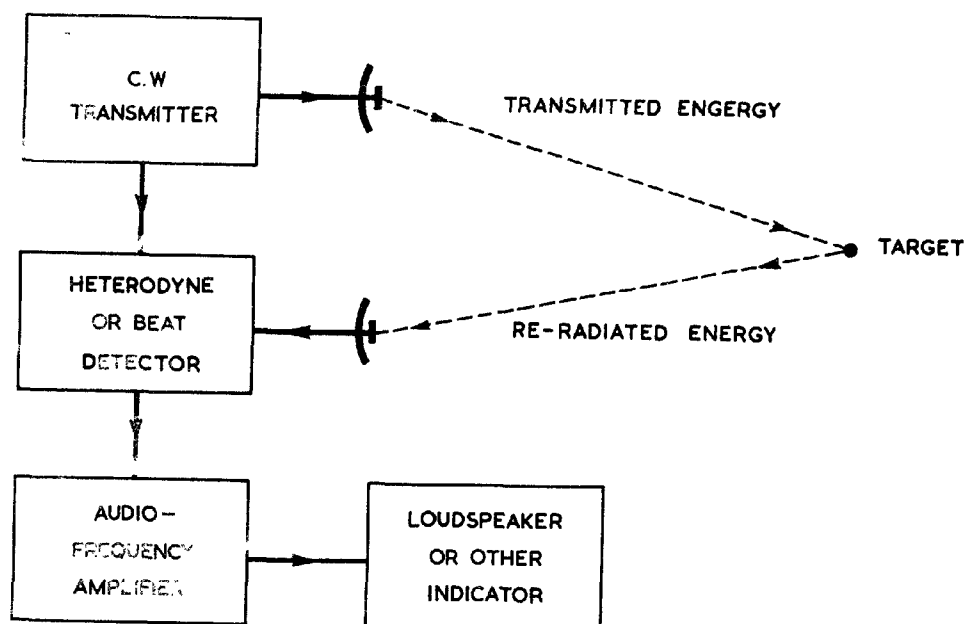 C.W
TRANSMITTER
TRANSMITTED ENGERGY
TARGET
HETERODYNE
OR BEAT
DETECTOR
RE-RADIATED ENERGY
AUDIO-
FREQUENCY
AMPLIFIER
LOUDSPEAKER
OR OTHER
INDICATOR